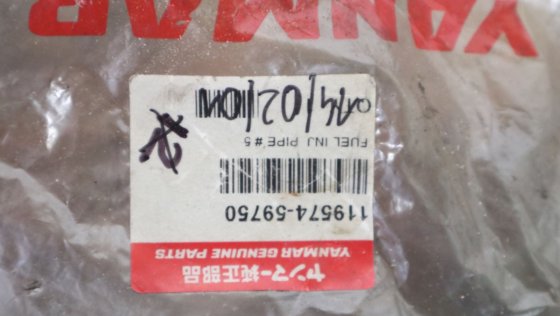 YANMAR
ヤンマー純正部品
YANMAR GENUINE PARTS
119574-59750
FUEL INJ PIPE # 5